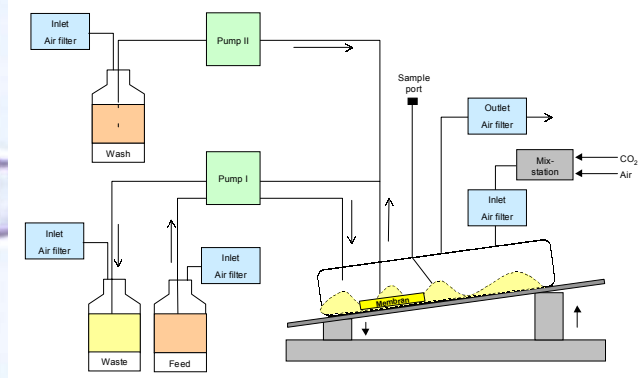 Inlet
Air filter
Pump II
Wash
Sample
port
Outlet
Air filter
Mix-
station
CO2
Air
Inlet
Air filter
Pump I
Inlet
Air filter
Inlet
Air filter
Membran
Waste
Feed